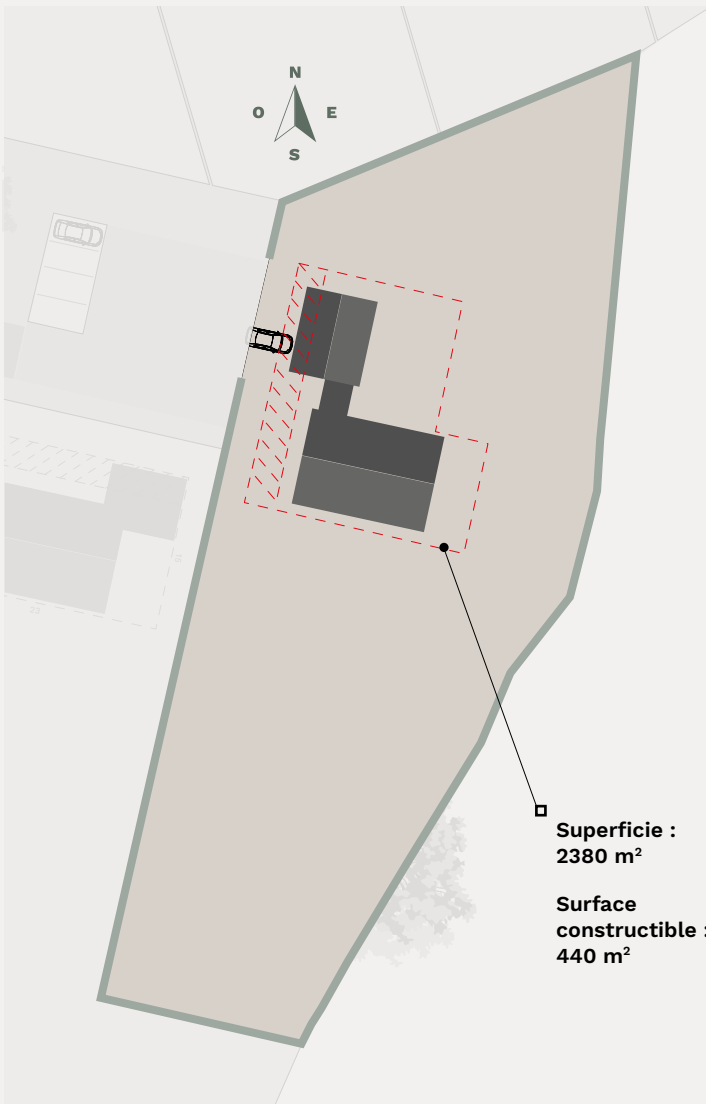 N
O E
S
Superficie :
2380 m²
Surface
constructible :
440 m²